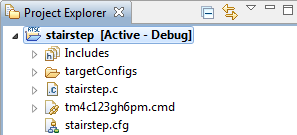 Project Explorer
RTSC
stairstep [Active - Debug]
Includes
targetConfigs
stairstep.c
tm4c123gh6pm.cmd
stairstep.cfg